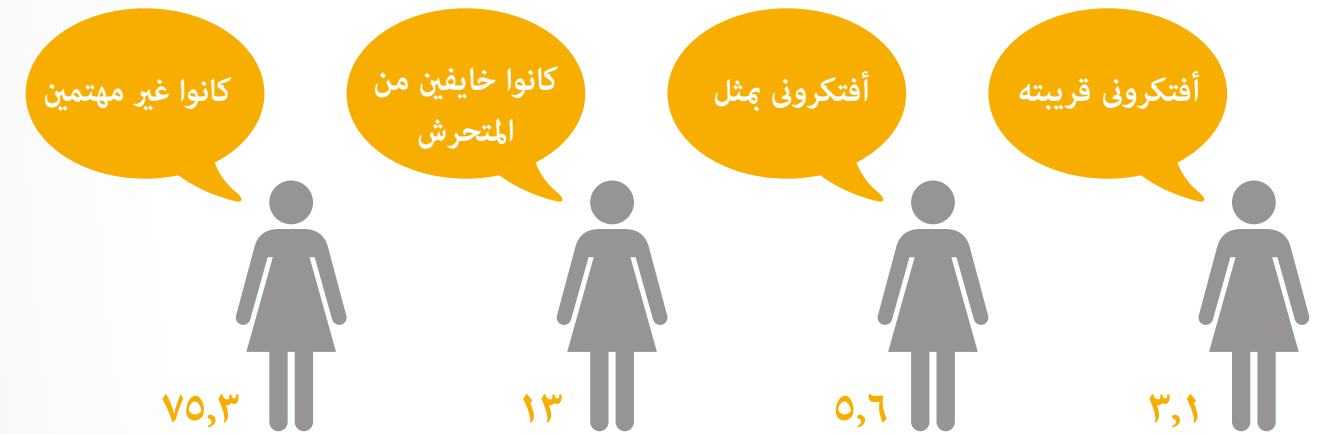 أفتكرونى قريبته
أفتكرونى بمثل
كانوا خايفين من
المتحرش
كانوا غير مهتمين
٣,١
٥,٦
١٣
٧٥,٣